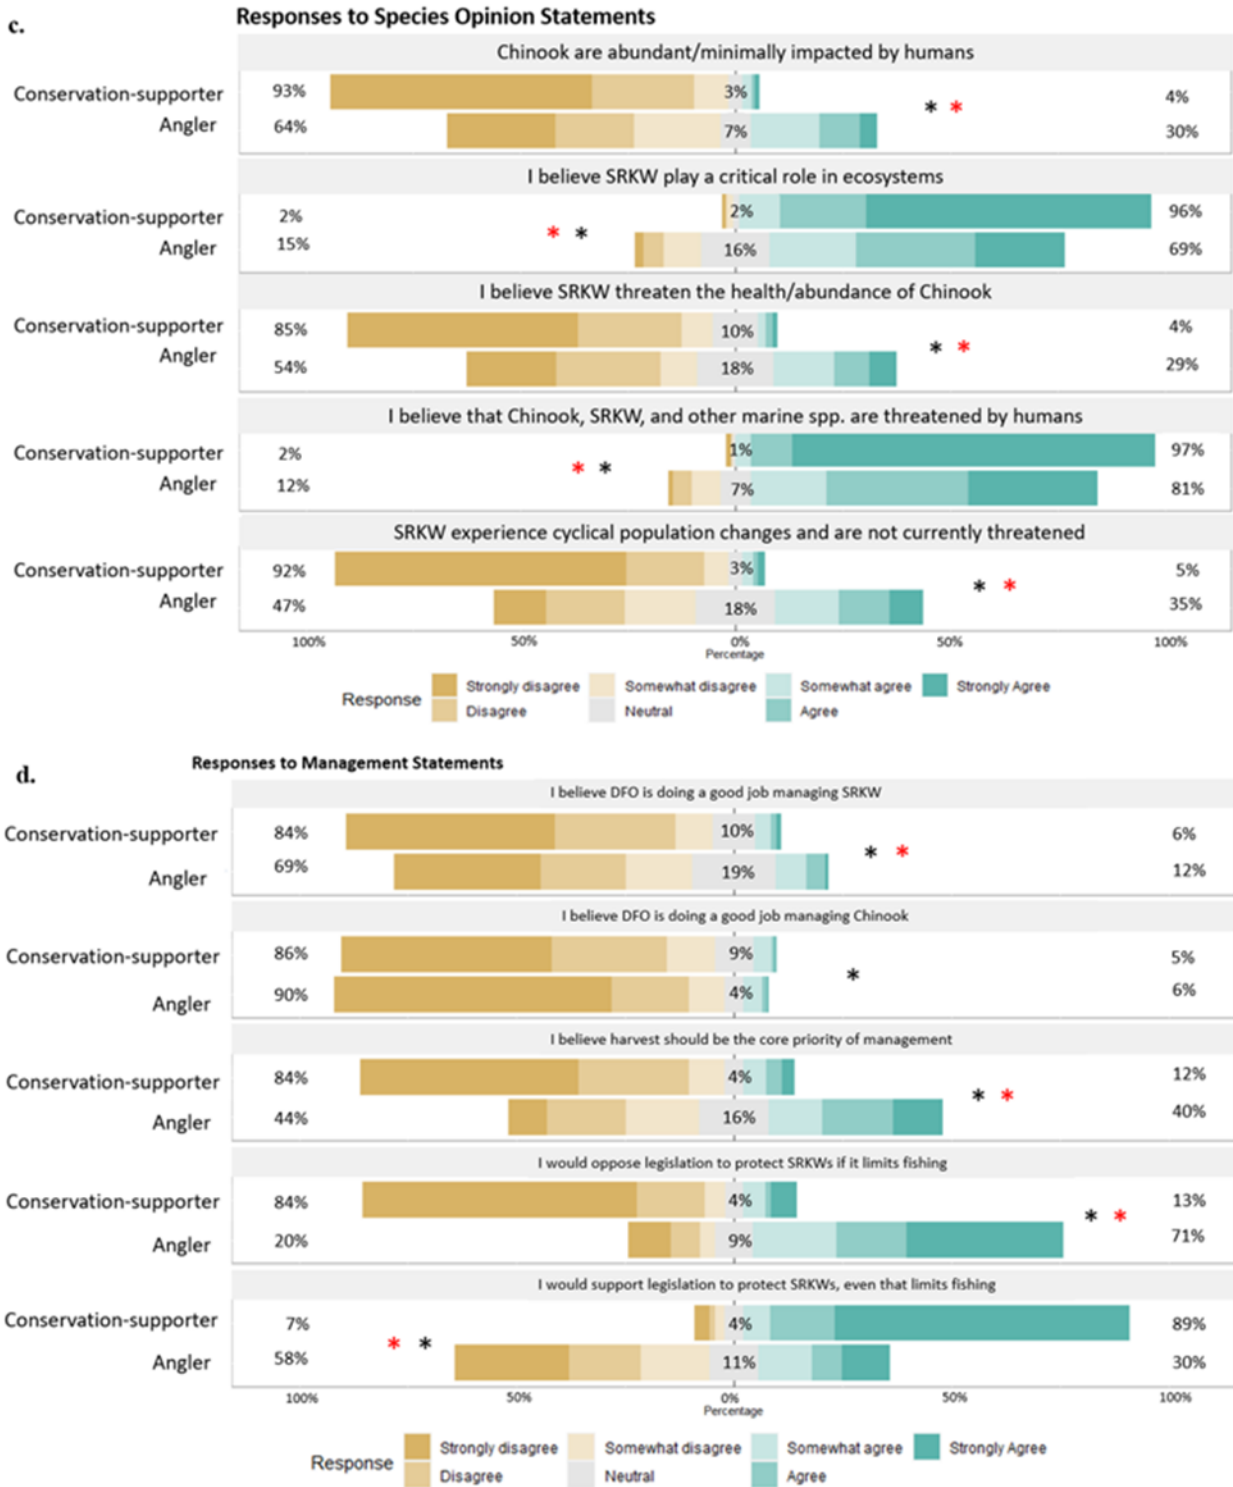 c.
Responses to Species Opinion Statements
Chinook are abundant/minimally impacted by humans
Conservation-supporter 93% 3% 4%
* *
Angler 64% 7% 30%
I believe SRKW play a critical role in ecosystems
Conservation-supporter 2% 2% 96%
* *
Angler 15% 16% 69%
I believe SRKW threaten the health/abundance of Chinook
Conservation-supporter 85% 10% 4%
* *
Angler 54% 18% 29%
I believe that Chinook, SRKW, and other marine spp. are threatened by humans
Conservation-supporter 2% 1% 97%
* *
Angler 12% 7% 81%
SRKW experience cyclical population changes and are not currently threatened
Conservation-supporter 92% 3% 5%
* *
Angler 47% 18% 35%
100% 50% 0% 50% 100%
Percentage
Response
Strongly disagree Somewhat disagree Somewhat agree Strongly Agree
Disagree Neutral Agree
d.
Responses to Management Statements
I believe DFO is doing a good job managing SRKW
Conservation-supporter 84% 10% 6%
* *
Angler 69% 19% 12%
I believe DFO is doing a good job managing Chinook
Conservation-supporter 86% 9% 5%
*
Angler 90% 4% 6%
I believe harvest should be the core priority of management
Conservation-supporter 84% 4% 12%
* *
Angler 44% 16% 40%
I would oppose legislation to protect SRKWs if it limits fishing
Conservation-supporter 84% 4% 13%
* *
Angler 20% 9% 71%
I would support legislation to protect SRKWs, even that limits fishing
Conservation-supporter 7% 4% 89%
* *
Angler 58% 11% 30%
100% 50% 0% 50% 100%
Percentage
Response
Strongly disagree Somewhat disagree Somewhat agree Strongly Agree
Disagree Neutral Agree